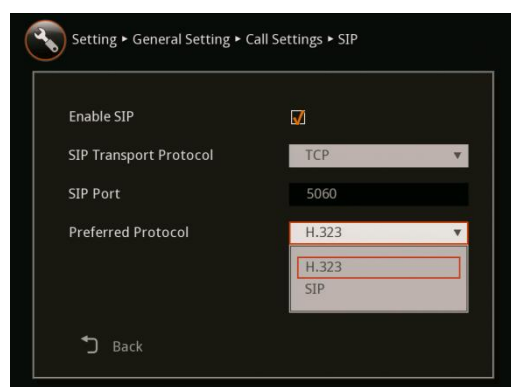 Setting ▸ General Setting ▸ Call Settings ▸ SIP
Enable SIP
SIP Transport Protocol TCP
SIP Port 5060
Preferred Protocol H.323
H.323
SIP
Back